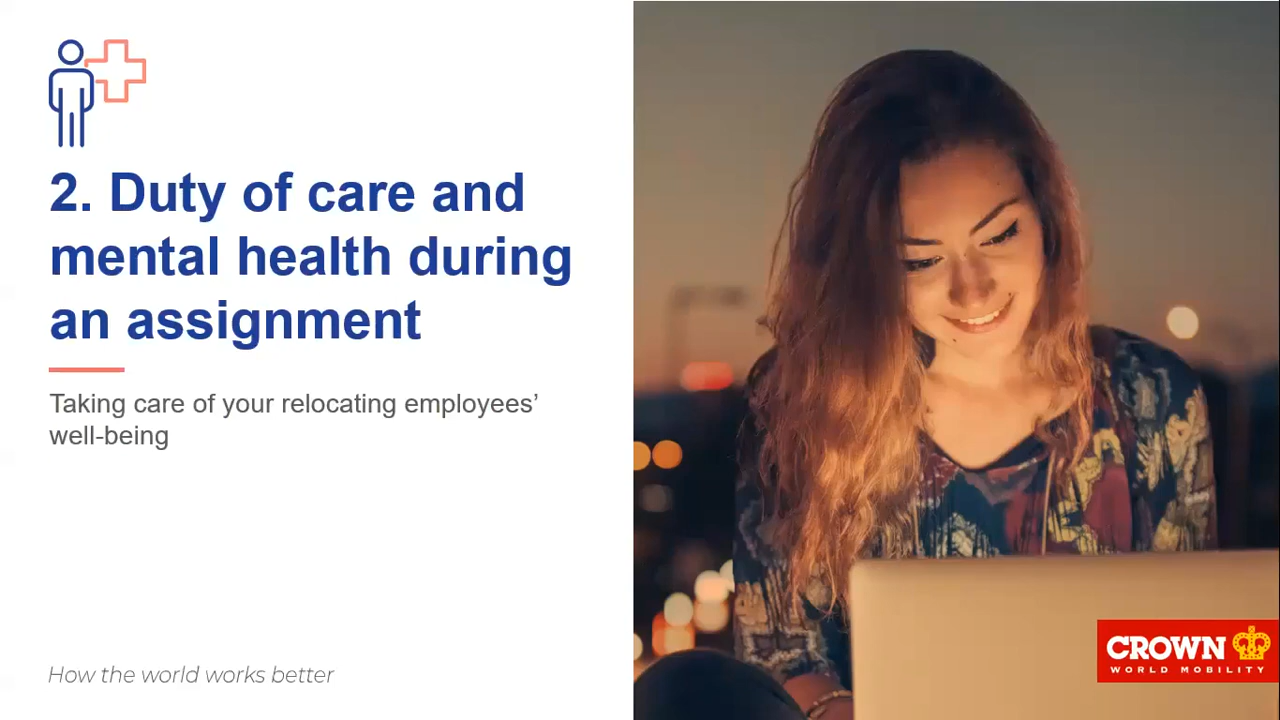 2. Duty of care and
mental health during
an assignment
Taking care of your relocating employees’
well-being
How the world works better
CROWN
WORLD MOBILITY